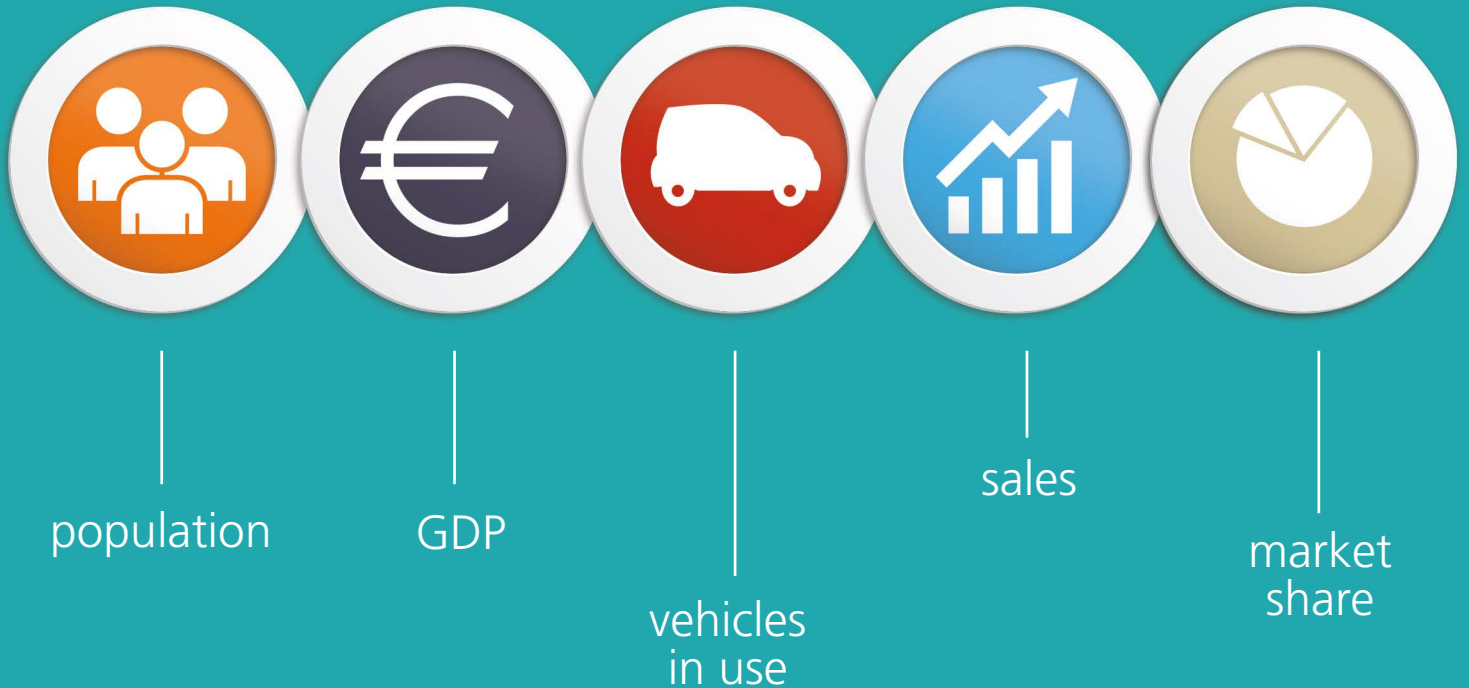 population
GDP
vehicles
in use
sales
market
share